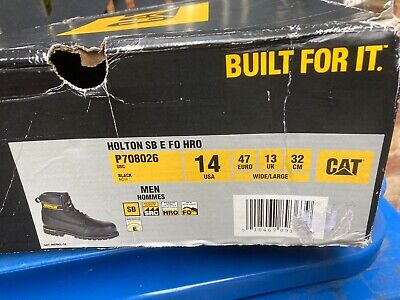 BUILT FOR IT.™
HOLTON SB E FO HRO
P708026
SRC
BLACK
14 47 13 32
USA EURO UK CM
WIDE/LARGE
CAT
MEN
HOMMES
SB SRC HRO FO